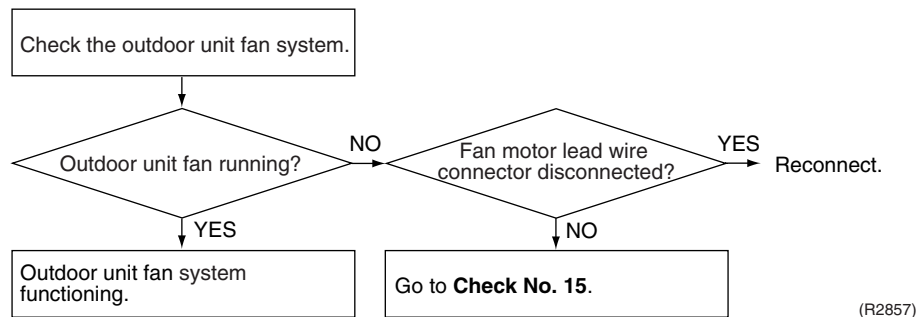 Check the outdoor unit fan system.
Outdoor unit fan running?
NO
Fan motor lead wire
connector disconnected?
YES
Reconnect.
YES
NO
Outdoor unit fan system
functioning.
Go to Check No. 15.
(R2857)